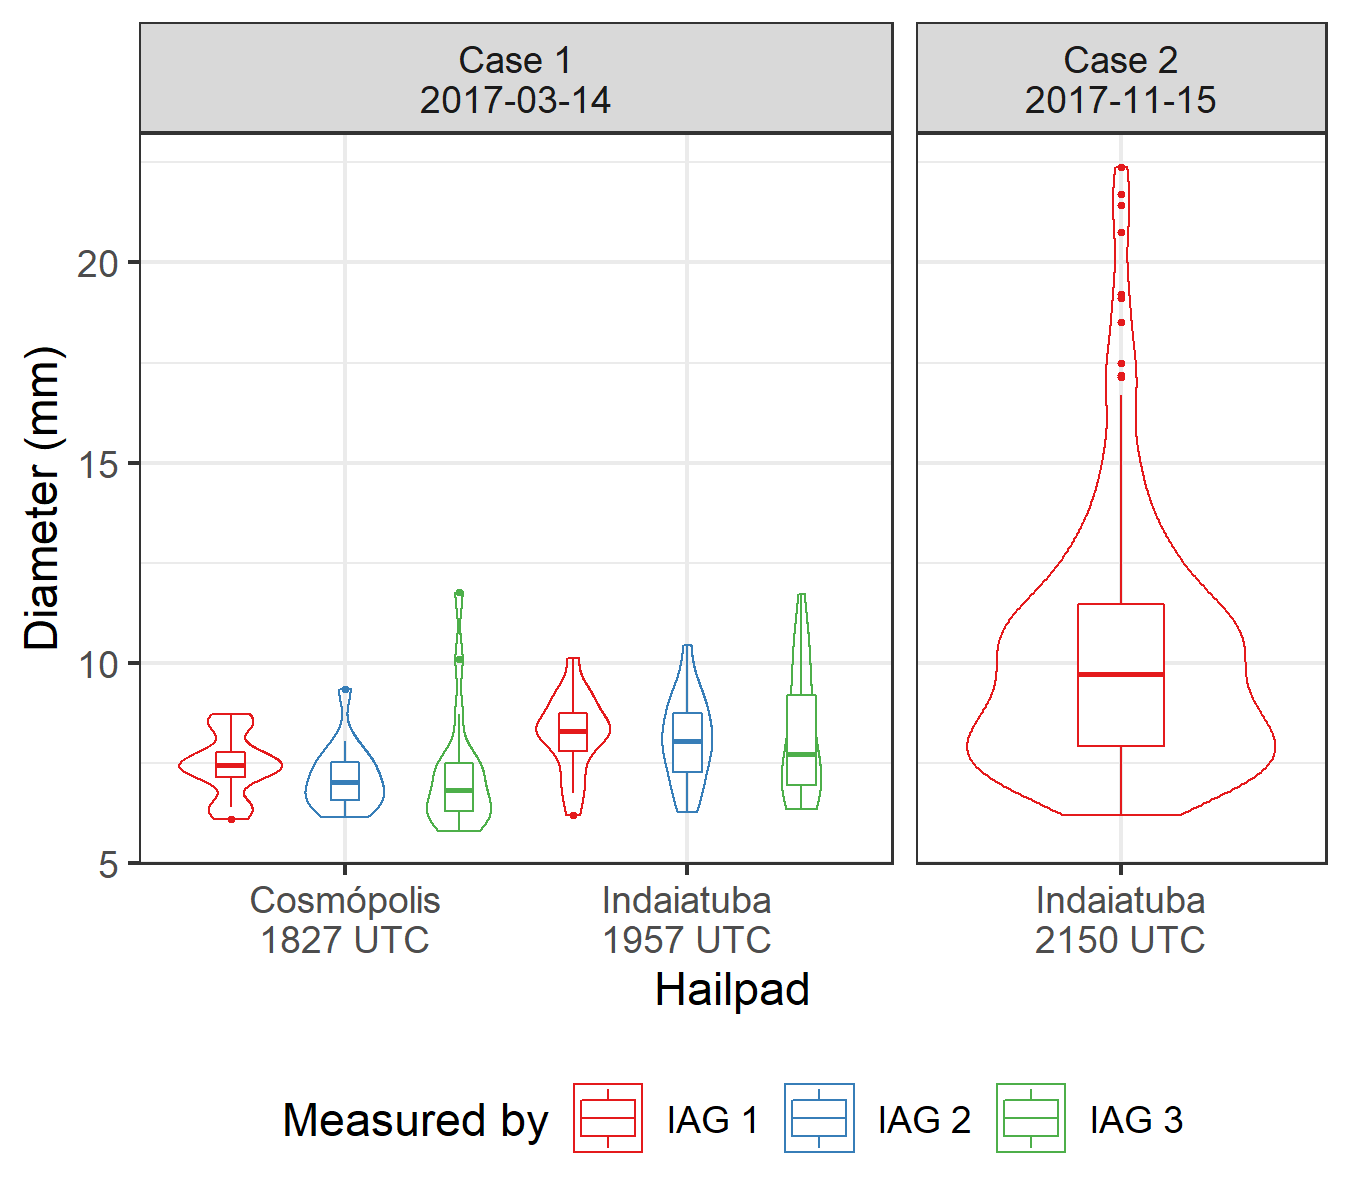 Case 1
2017-03-14
Case 2
2017-11-15
Diameter (mm)
20
15
10
5
Cosmópolis
1827 UTC
Indaiatuba
1957 UTC
Indaiatuba
2150 UTC
Hailpad
Measured by
IAG 1
IAG 2
IAG 3